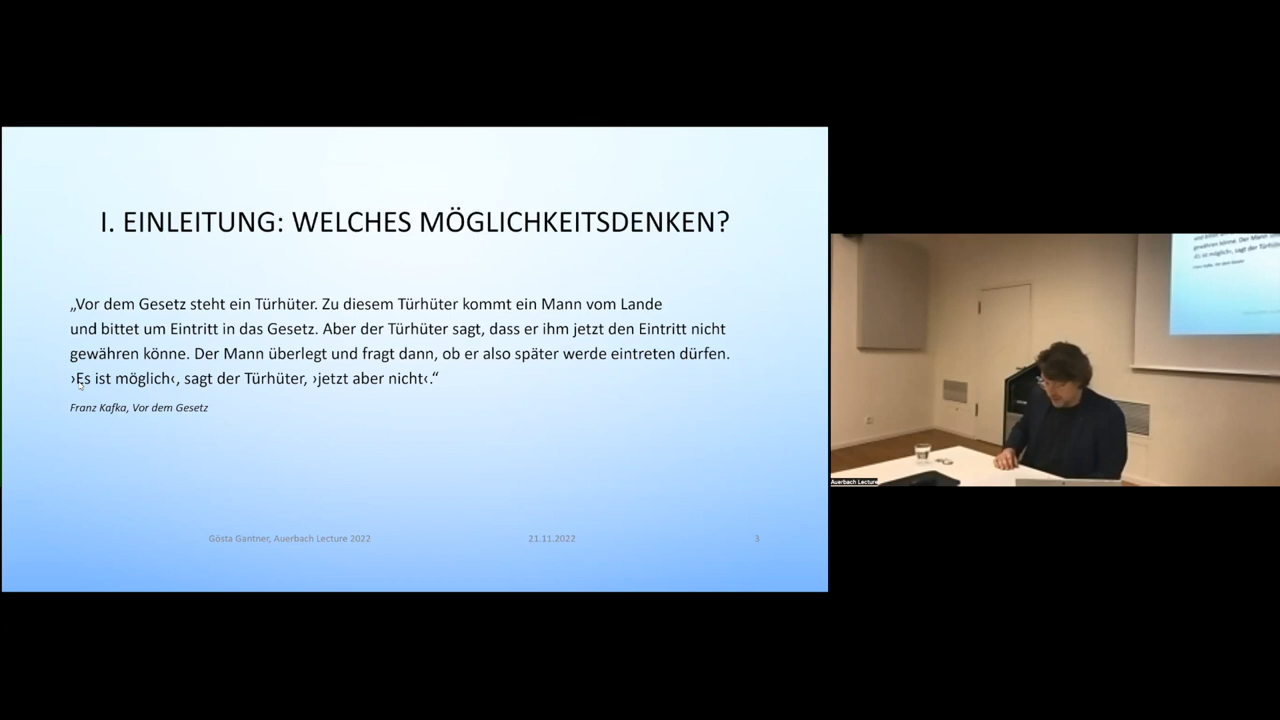 I. EINLEITUNG: WELCHES MÖGLICHKEITSDENKEN?
„Vor dem Gesetz steht ein Türhüter. Zu diesem Türhüter kommt ein Mann vom Lande
und bittet um Eintritt in das Gesetz. Aber der Türhüter sagt, dass er ihm jetzt den Eintritt nicht
gewähren könne. Der Mann überlegt und fragt dann, ob er also später werde eintreten dürfen.
›Es ist möglich‹, sagt der Türhüter, ›jetzt aber nicht‹.“
Franz Kafka, Vor dem Gesetz
Gösta Gantner, Auerbach Lecture 2022
21.11.2022
3
Auerbach Lecture